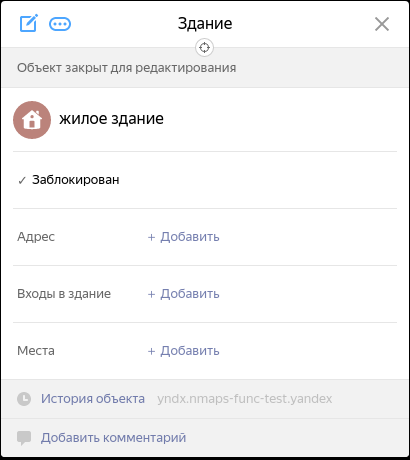 Здание
Объект закрыт для редактирования
жилое здание
✓ Заблокирован
Адрес + Добавить
Входы в здание + Добавить
Места + Добавить
История объекта yndx.nmaps-func-test.yandex
Добавить комментарий